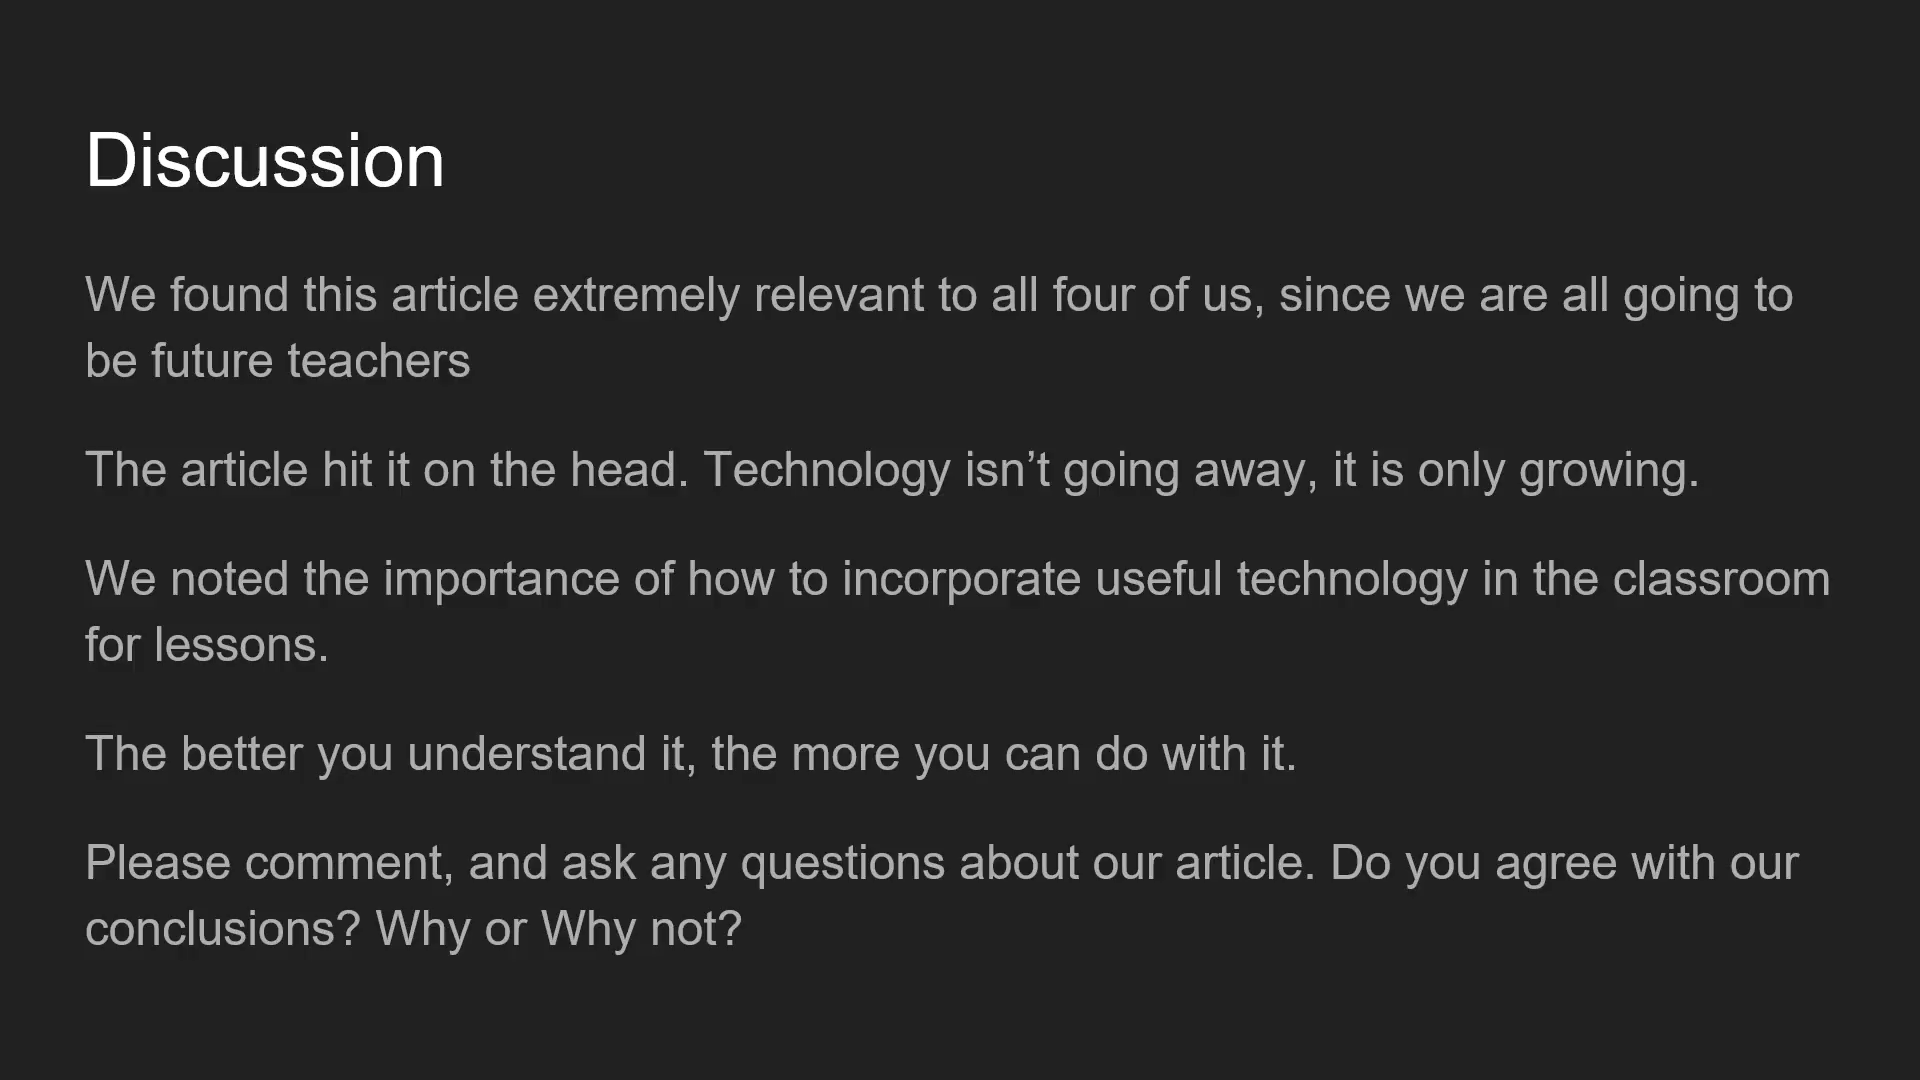 Discussion
We found this article extremely relevant to all four of us, since we are all going to
be future teachers
The article hit it on the head. Technology isn’t going away, it is only growing.
We noted the importance of how to incorporate useful technology in the classroom
for lessons.
The better you understand it, the more you can do with it.
Please comment, and ask any questions about our article. Do you agree with our
conclusions? Why or Why not?